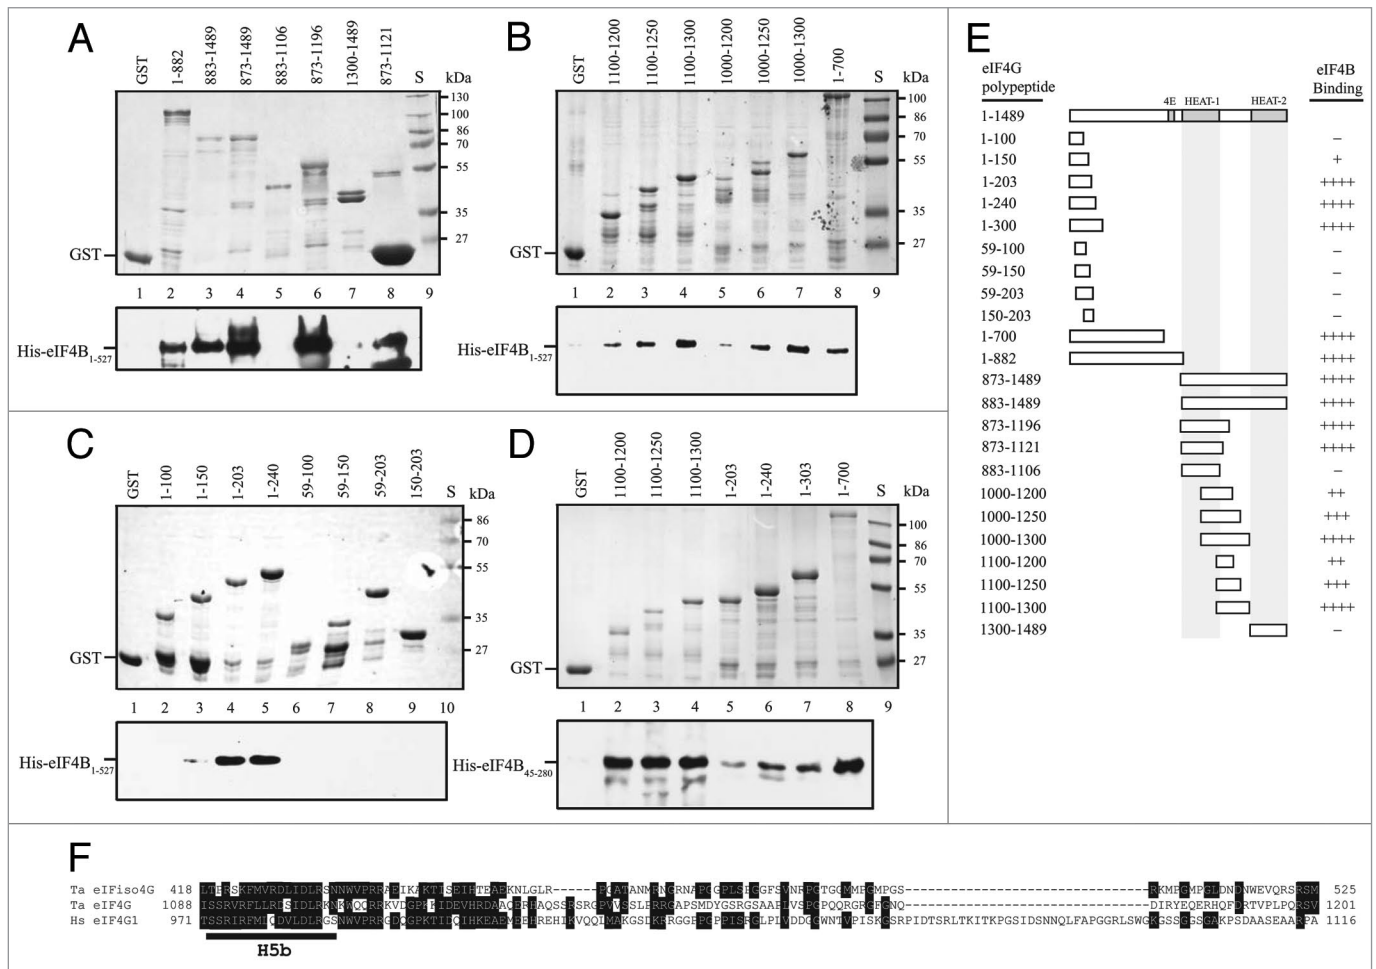 A
GST
1-882
883-1489
873-1489
883-1106
873-1196
1300-1489
873-1121
S
kDa
130
100
86
70
55
35
27
GST
1 2 3 4 5 6 7 8 9
His-eIF4B1-527
B
GST
1100-1200
1100-1250
1100-1300
1000-1200
1000-1250
1000-1300
1-700
S
kDa
100
86
70
55
35
27
GST
1 2 3 4 5 6 7 8 9
His-eIF4B1-527
C
GST
1-100
1-150
1-203
1-240
59-100
59-150
59-203
150-203
S
kDa
86
70
55
35
27
GST
1 2 3 4 5 6 7 8 9 10
His-eIF4B1-527
D
GST
1100-1200
1100-1250
1100-1300
1-203
1-240
1-303
1-700
S
kDa
100
86
70
55
35
27
GST
1 2 3 4 5 6 7 8 9
His-eIF4B45-280
E
eIF4G polypeptide
eIF4B Binding
4E HEAT-1 HEAT-2
1-1489
1-100 –
1-150 +
1-203 ++++
1-240 ++++
1-300 ++++
59-100 –
59-150 –
59-203 –
150-203 –
1-700 ++++
1-882 ++++
873-1489 ++++
883-1489 ++++
873-1196 ++++
873-1121 ++++
883-1106 –
1000-1200 ++
1000-1250 +++
1000-1300 ++++
1100-1200 ++
1100-1250 +++
1100-1300 ++++
1300-1489 –
F
Ta eIFiso4G 418 525
Ta eIF4G 1088 1201
Hs eIF4G1 971 1116
H5b